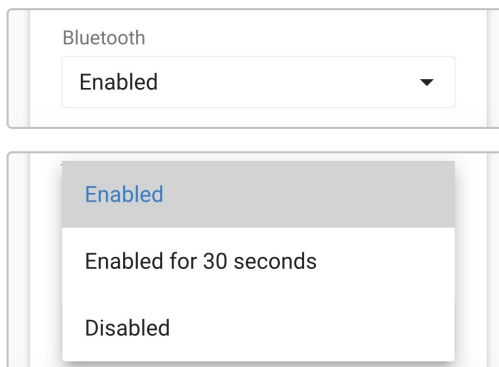 Bluetooth
Enabled
Enabled
Enabled for 30 seconds
Disabled